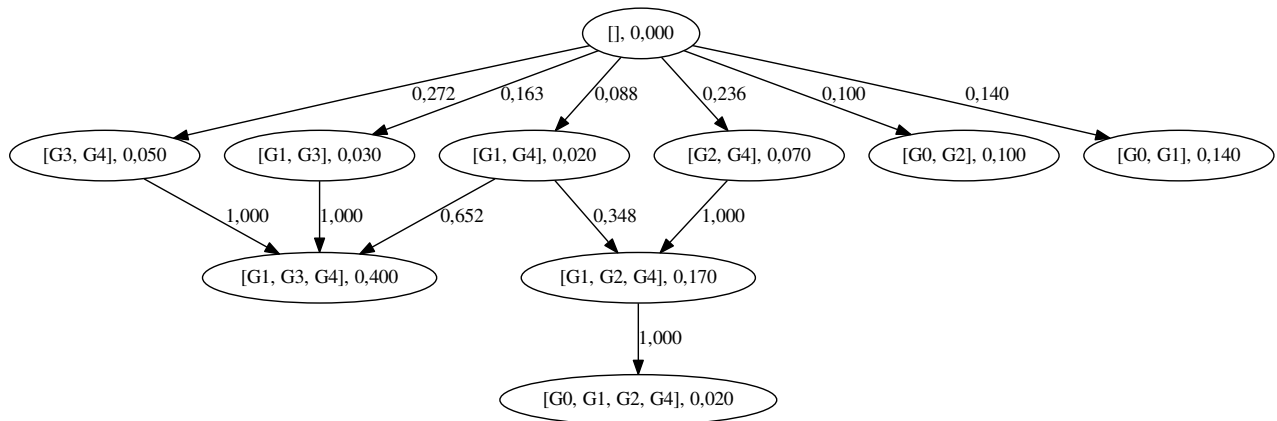 [], 0,000
0,272
0,163
0,088
0,236
0,100
0,140
[G3, G4], 0,050
[G1, G3], 0,030
[G1, G4], 0,020
[G2, G4], 0,070
[G0, G2], 0,100
[G0, G1], 0,140
1,000
1,000
0,652
0,348
1,000
[G1, G3, G4], 0,400
[G1, G2, G4], 0,170
1,000
[G0, G1, G2, G4], 0,020